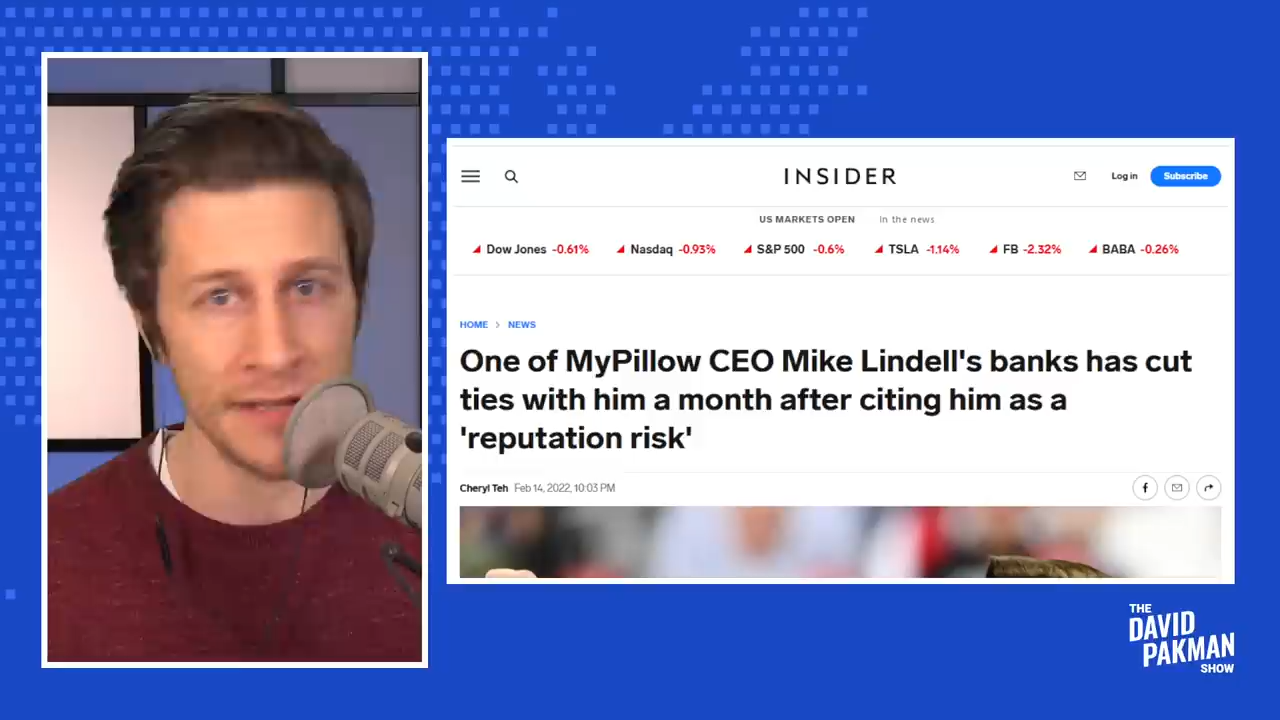 INSIDER
Log in
Subscribe
US MARKETS OPEN
In the news
Dow Jones -0.61%
Nasdaq -0.93%
S&P 500 -0.6%
TSLA -1.14%
FB -2.32%
BABA -0.26%
HOME > NEWS
One of MyPillow CEO Mike Lindell's banks has cut
ties with him a month after citing him as a
'reputation risk'
Cheryl Teh Feb 14, 2022, 10:03 PM
THE
DAVID
PAKMAN
SHOW